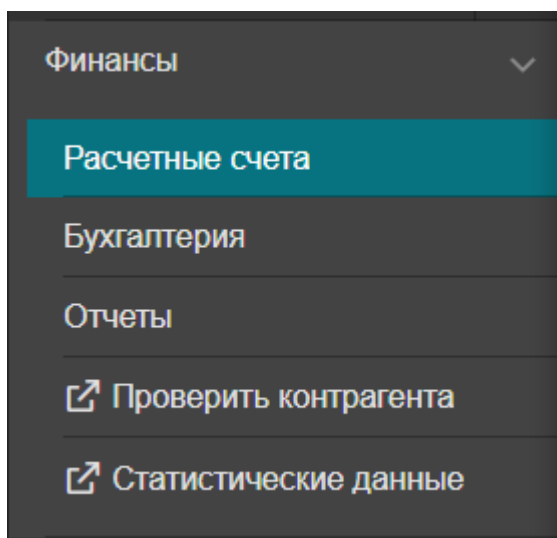 Финансы
Расчетные счета
Бухгалтерия
Отчеты
Проверить контрагента
Статистические данные